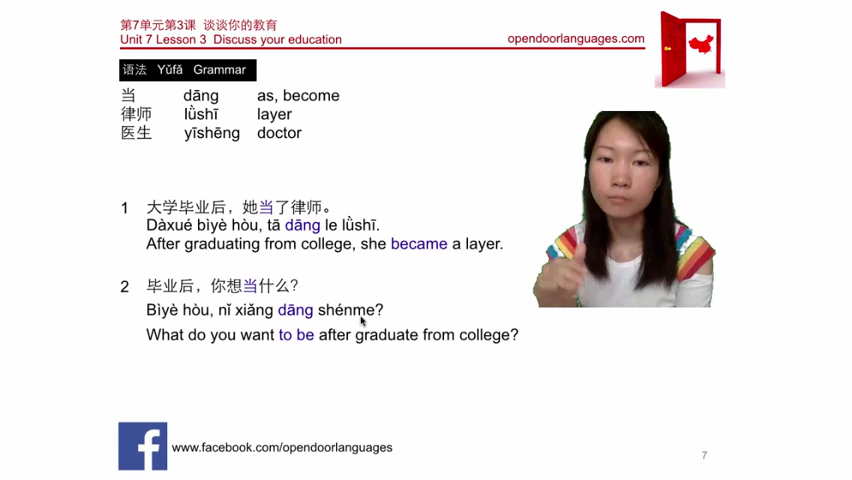 第7单元第3课 谈谈你的教育
Unit 7 Lesson 3 Discuss your education
opendoorlanguages.com
语法 Yǔfǎ Grammar
当 dāng as, become
律师 lǜshī layer
医生 yīshēng doctor
1 大学毕业后，她当了律师。
Dàxué bìyè hòu, tā dāng le lǜshī.
After graduating from college, she became a layer.
2 毕业后，你想当什么?
Bìyè hòu, nǐ xiǎng dāng shénme?
What do you want to be after graduate from college?
f www.facebook.com/opendoorlanguages
7